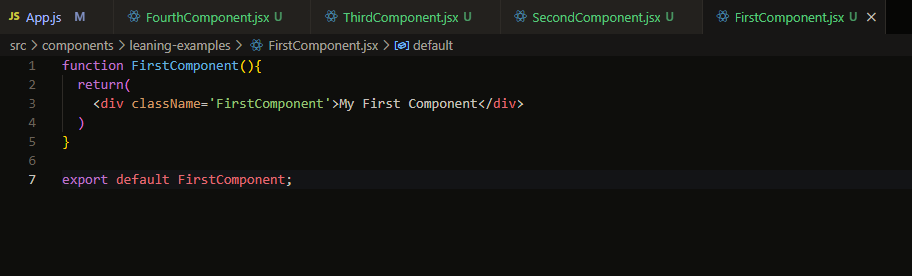 JS App.js M FourthComponent.jsx U ThirdComponent.jsx U SecondComponent.jsx U FirstComponent.jsx U
src > components > leaning-examples > FirstComponent.jsx > default
1 function FirstComponent(){
2 return(
3 <div className='FirstComponent'>My First Component</div>
4 )
5 }
6
7 export default FirstComponent;